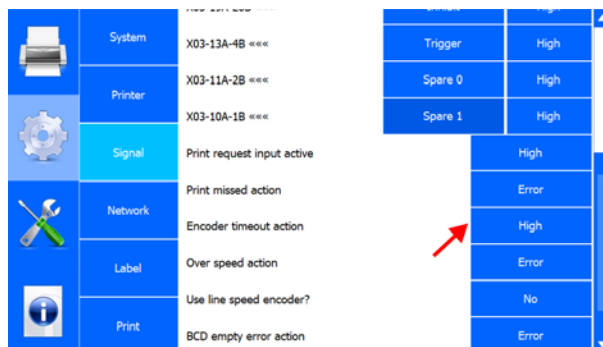 System
X03-13A-4B «««
Trigger
High
X03-11A-2B «««
Spare 0
High
Printer
X03-10A-1B «««
Spare 1
High
Signal
Print request input active
High
Print missed action
Error
Network
Encoder timeout action
High
Label
Over speed action
Error
Use line speed encoder?
No
Print
BCD empty error action
Error